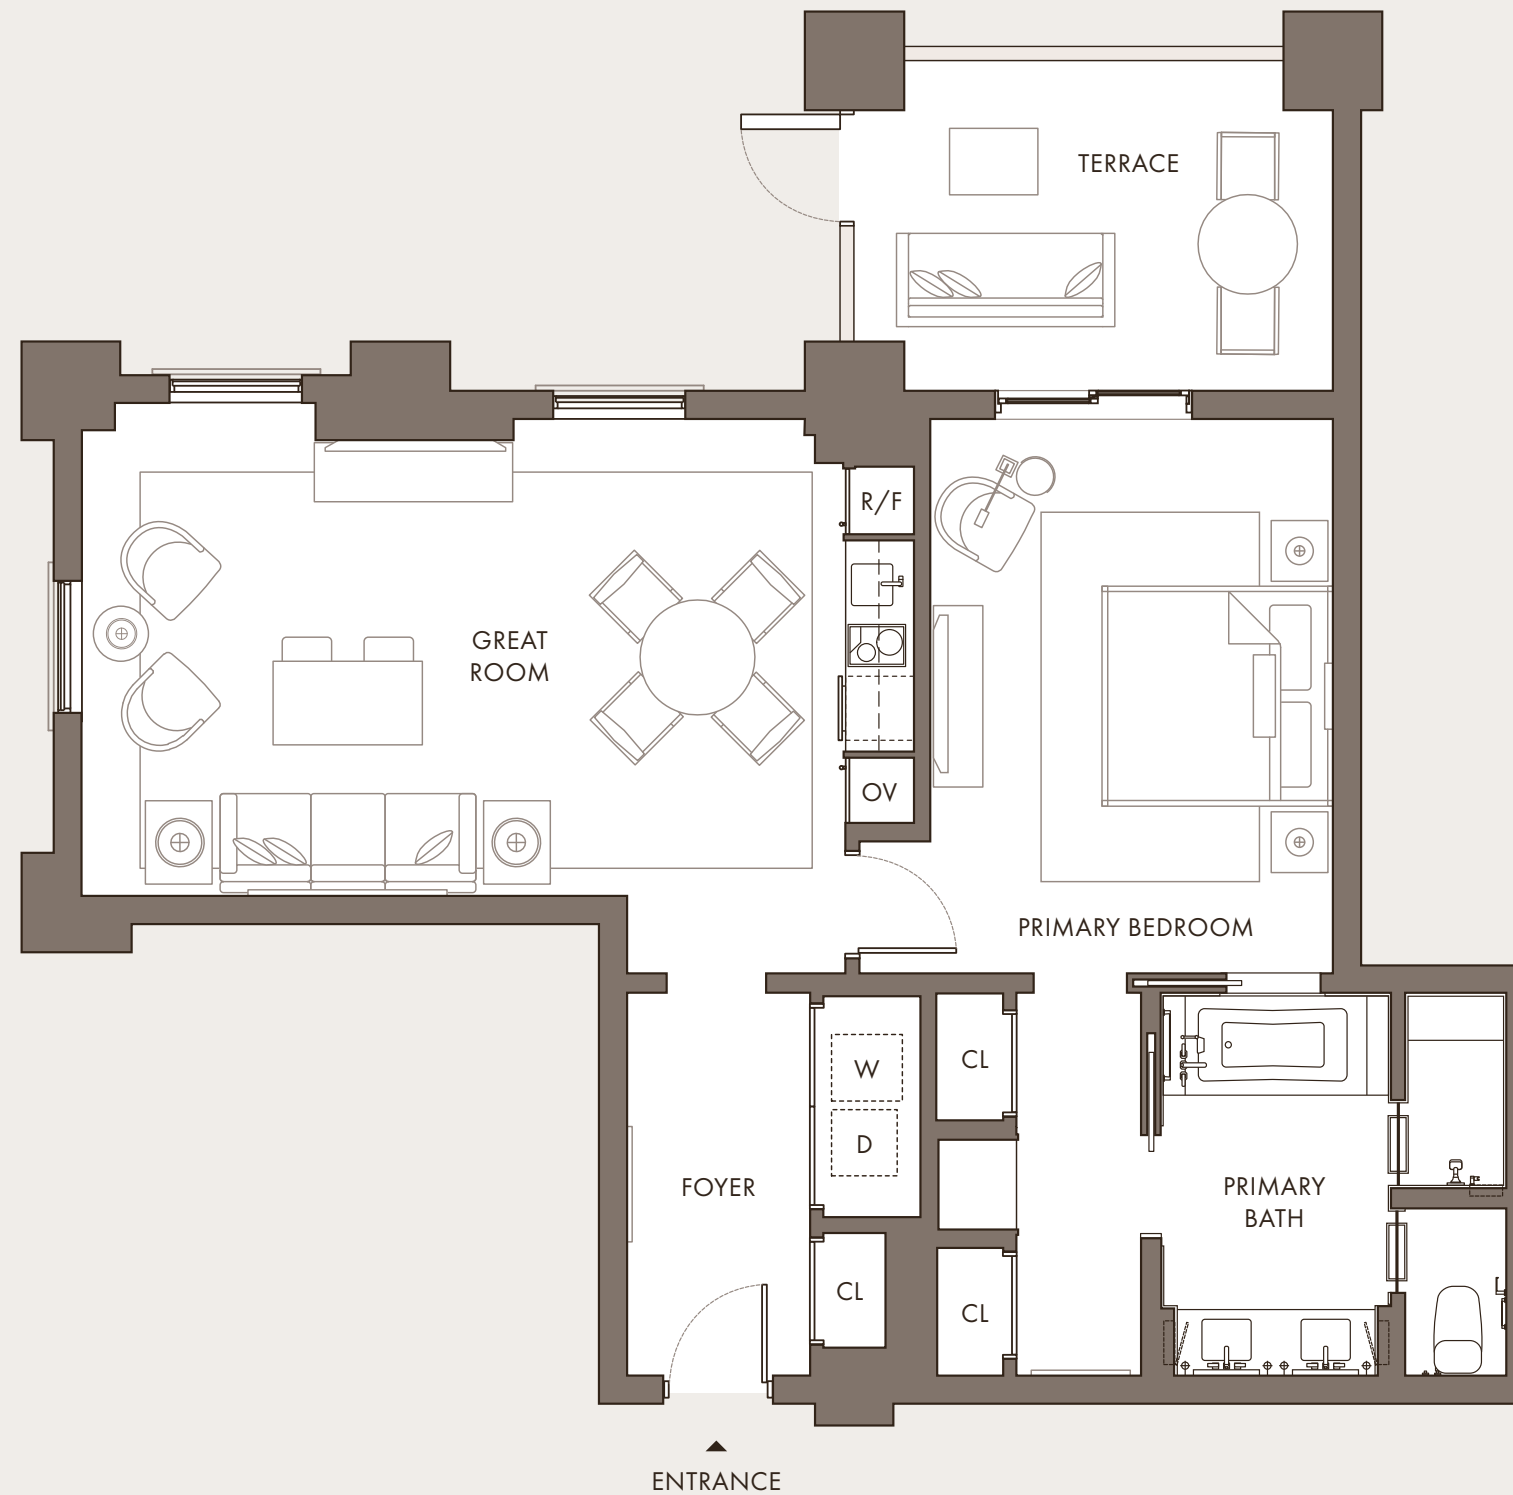 TERRACE
R/F
GREAT
ROOM
OV
PRIMARY BEDROOM
W
CL
D
FOYER
PRIMARY
BATH
CL
CL
ENTRANCE